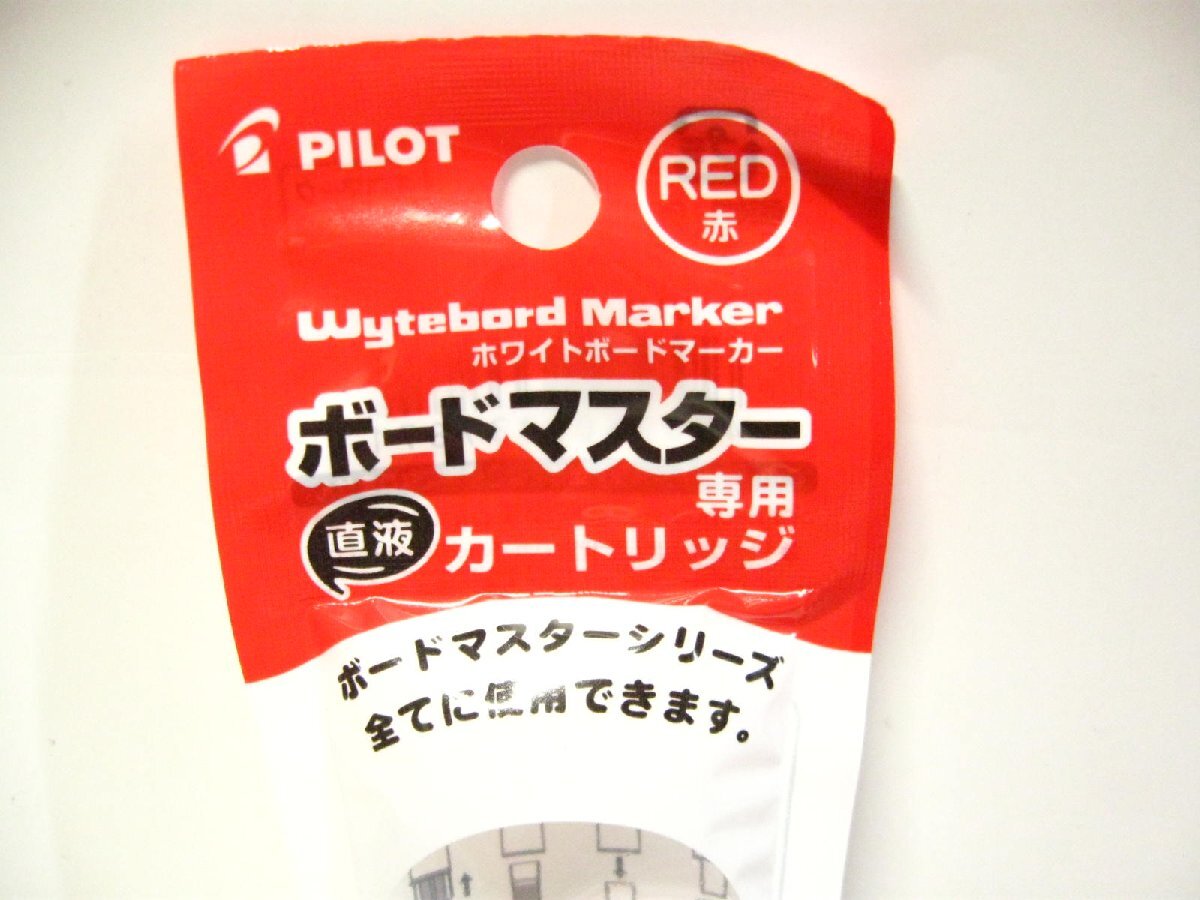 PILOT
RED
赤
Wytebord Marker
ホワイトボードマーカー
ボードマスター
専用
直液
カートリッジ
ボードマスターシリーズ
全てに使用できます。